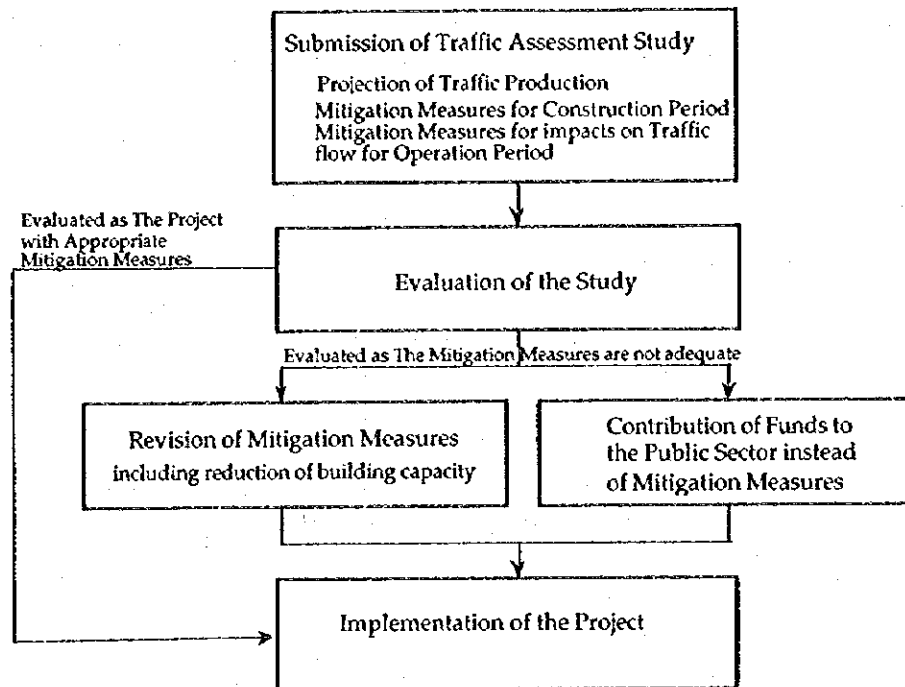 Submission of Traffic Assessment Study
Projection of Traffic Production
Mitigation Measures for Construction Period
Mitigation Measures for impacts on Traffic
flow for Operation Period
Evaluated as The Project
with Appropriate
Mitigation Measures
Evaluation of the Study
Evaluated as The Mitigation Measures are not adequate
Revision of Mitigation Measures
including reduction of building capacity
Contribution of Funds to
the Public Sector instead
of Mitigation Measures
Implementation of the Project